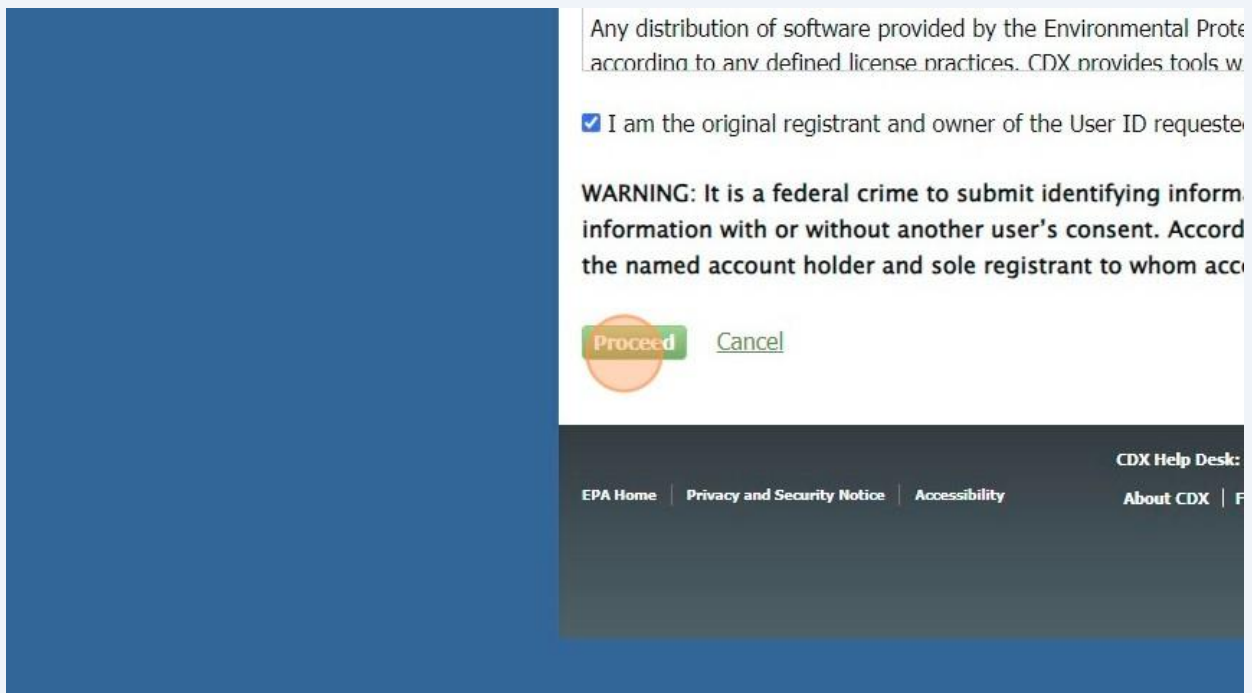 Any distribution of software provided by the Environmental Prote
according to any defined license practices. CDX provides tools w
I am the original registrant and owner of the User ID requeste
WARNING: It is a federal crime to submit identifying inform
information with or without another user's consent. Accord
the named account holder and sole registrant to whom acc
Proceed Cancel
CDX Help Desk:
EPA Home | Privacy and Security Notice | Accessibility
About CDX | F